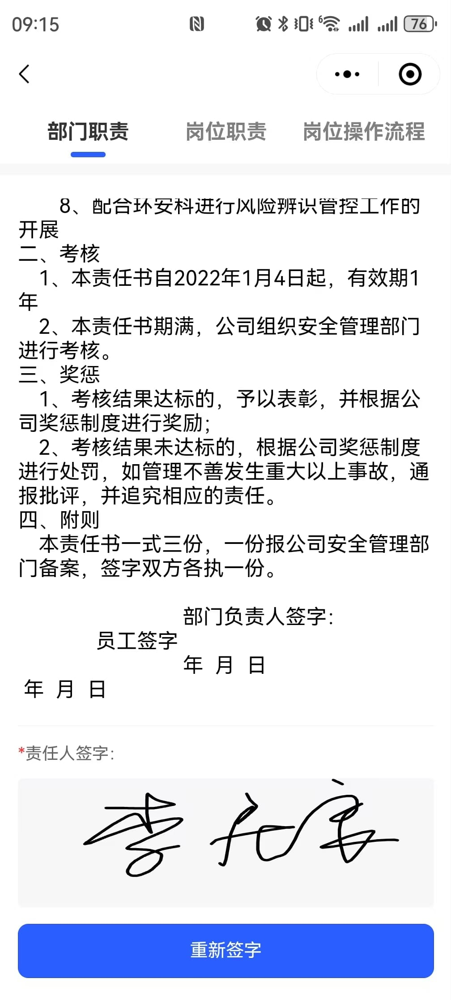 09:15
6
76
部门职责 岗位职责 岗位操作流程
8、配合环安科进行风险辨识管控工作的
开展
二、考核
1、本责任书自2022年1月4日起，有效期1
年
2、本责任书期满，公司组织安全管理部门
进行考核。
三、奖惩
1、考核结果达标的，予以表彰，并根据公
司奖惩制度进行奖励；
2、考核结果未达标的，根据公司奖惩制度
进行处罚，如管理不善发生重大以上事故，通
报批评，并追究相应的责任。
四、附则
本责任书一式三份，一份报公司安全管理部
门备案，签字双方各执一份。
部门负责人签字：
员工签字
年 月 日
年 月 日
*责任人签字：
李
重新签字